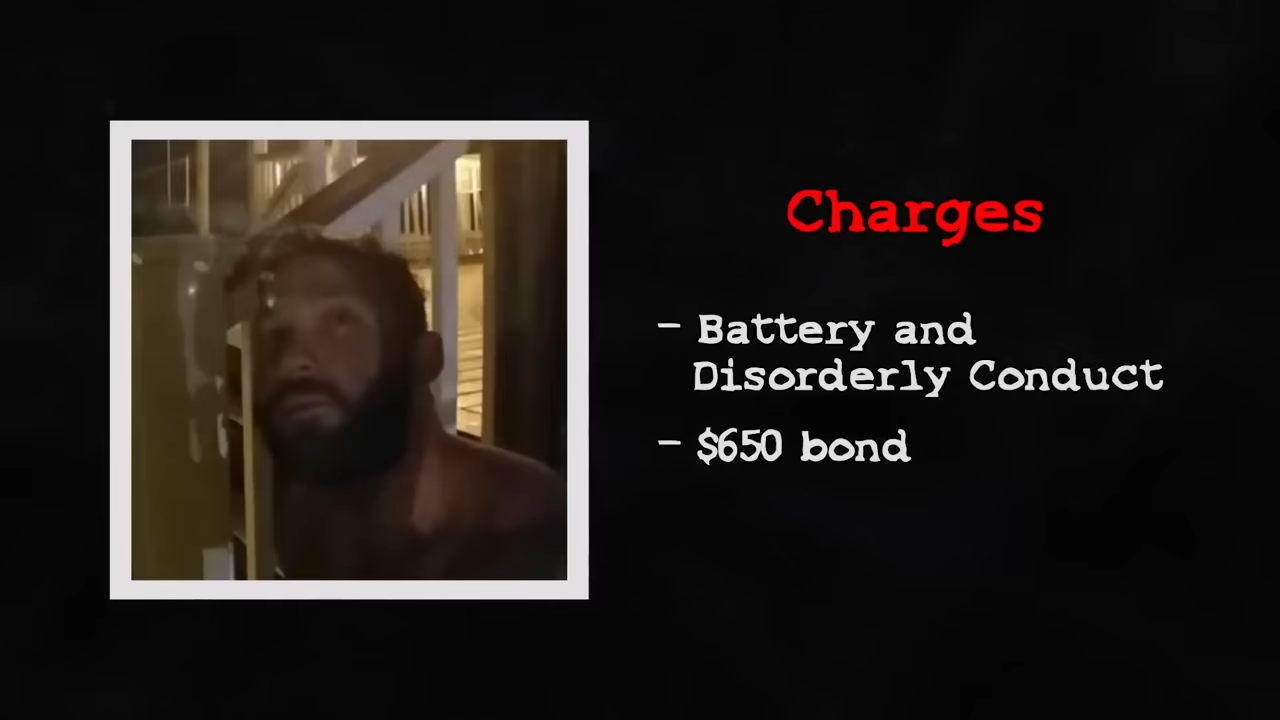 Charges
- Battery and
Disorderly Conduct
- $650 bond